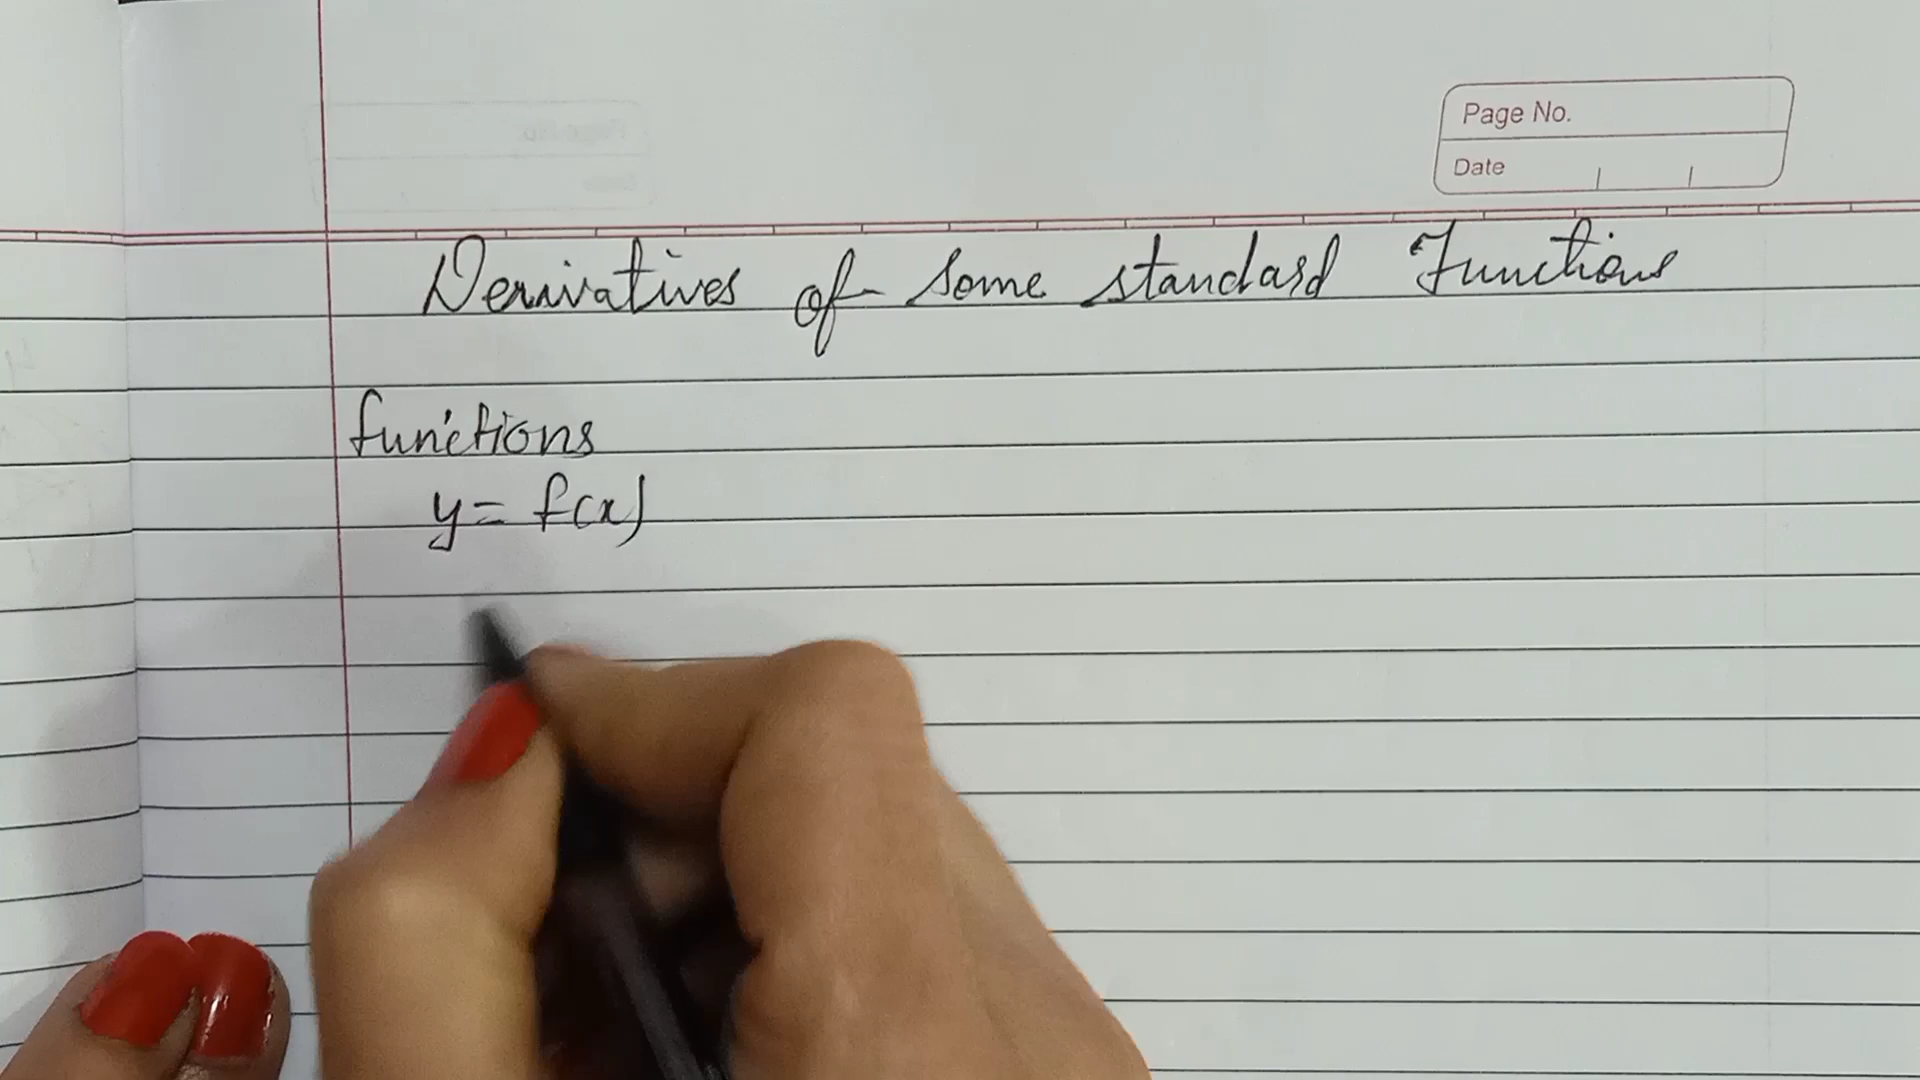 Page No.
Date
Derivatives of some standard Functions
functions
y = f(x)